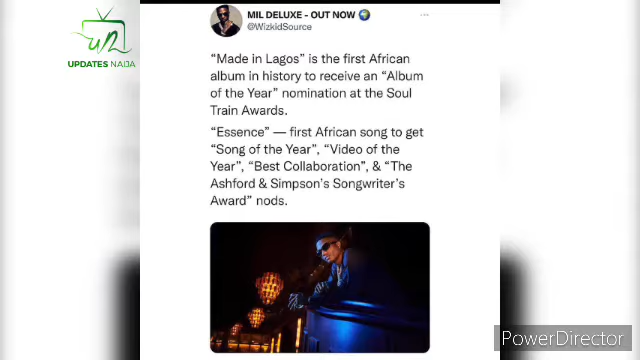 UPDATES NAIJA
MIL DELUXE - OUT NOW
@WizkidSource
“Made in Lagos” is the first African
album in history to receive an “Album
of the Year” nomination at the Soul
Train Awards.
“Essence” — first African song to get
“Song of the Year”, “Video of the
Year”, “Best Collaboration”, & “The
Ashford & Simpson’s Songwriter’s
Award” nods.
PowerDirector